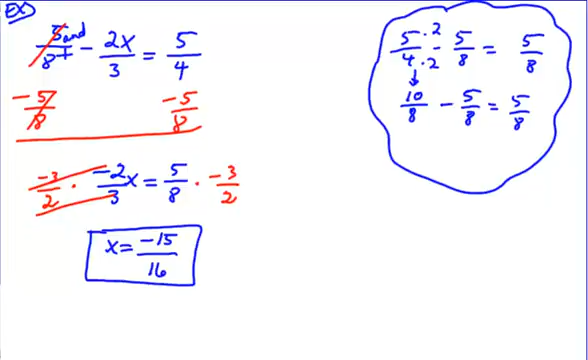 EX
5/8 and + - 2x/3 = 5/4
-5/8 -5/8
-3/2 · -2/3 x = 5/8 · -3/2
x = -15/16
5/4 ·2/·2 - 5/8 = 5/8
↓
10/8 - 5/8 = 5/8